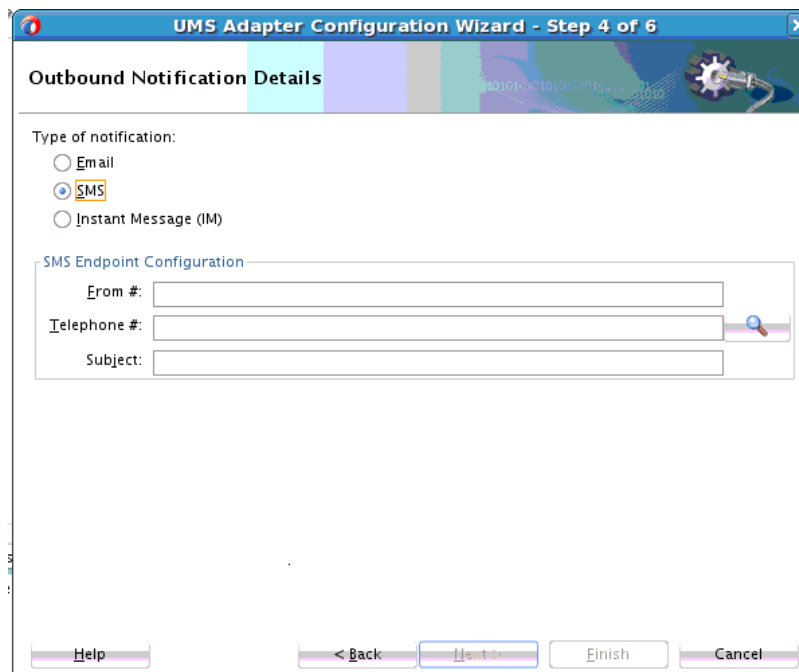 UMS Adapter Configuration Wizard - Step 4 of 6
Outbound Notification Details
Type of notification:
Email
SMS
Instant Message (IM)
SMS Endpoint Configuration
From #:
Telephone #:
Subject:
Help
< Back
Next >
Finish
Cancel